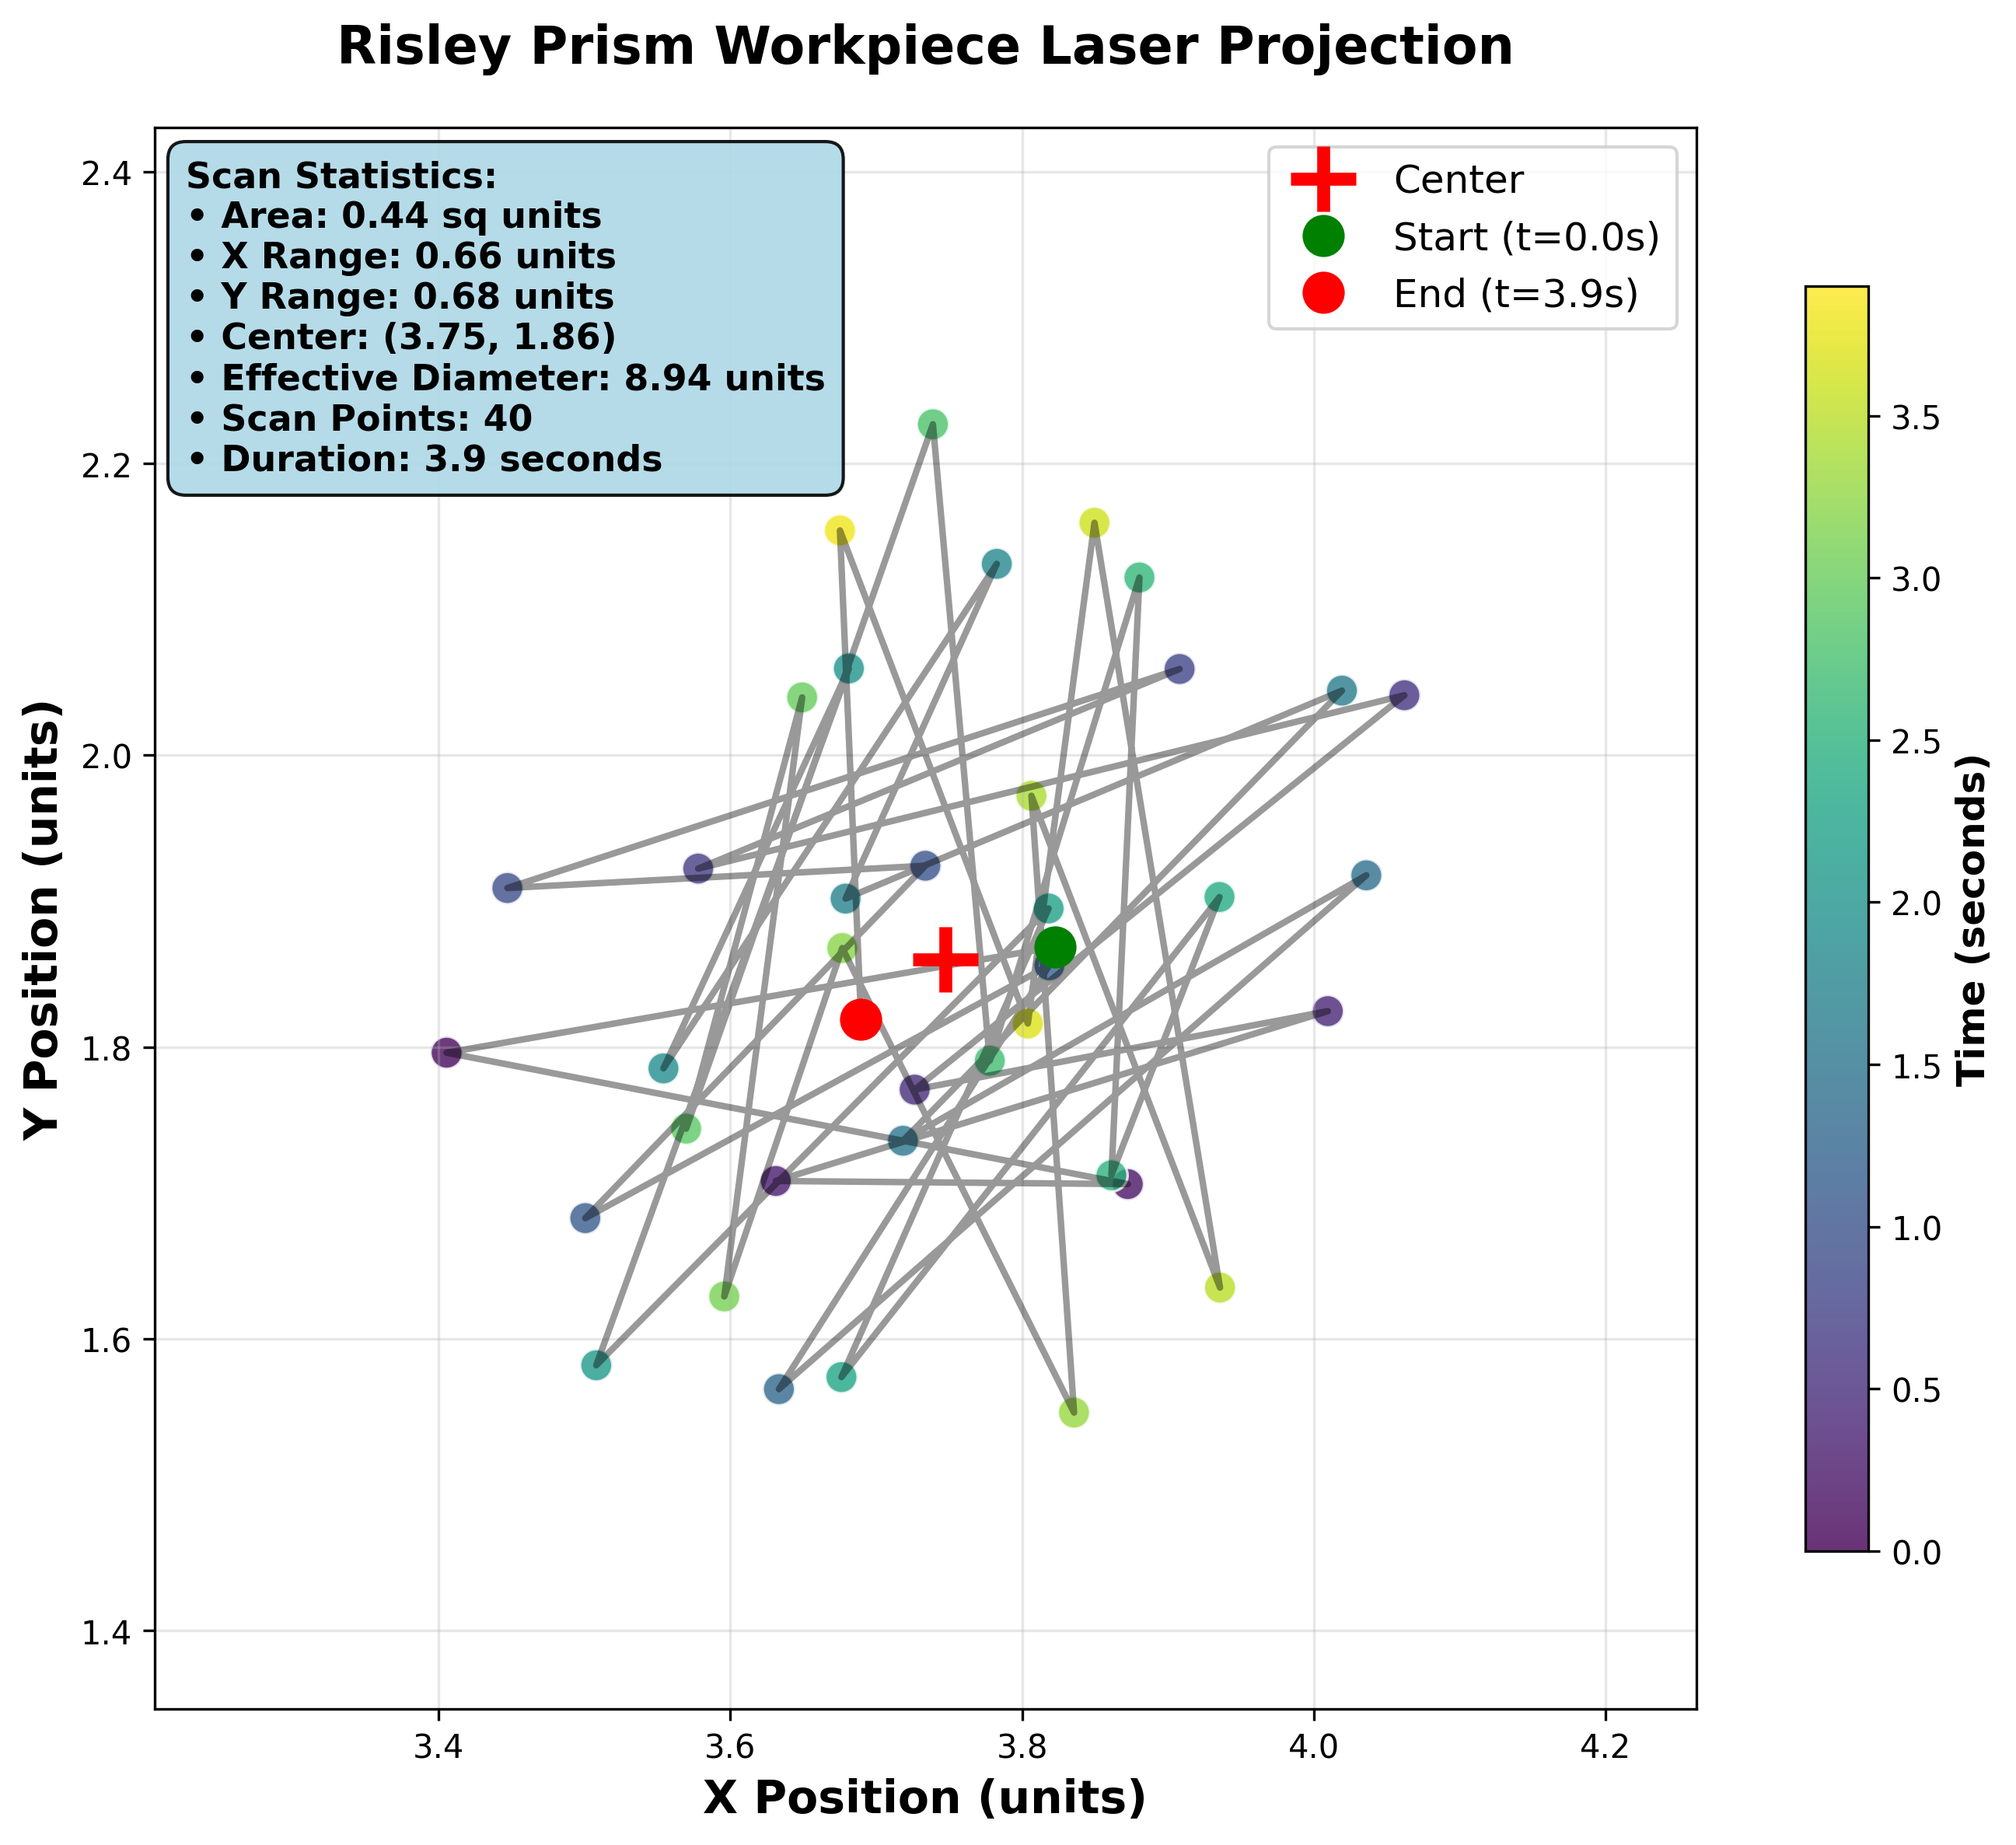 Risley Prism Workpiece Laser Projection
Scan Statistics:
• Area: 0.44 sq units
• X Range: 0.66 units
• Y Range: 0.68 units
• Center: (3.75, 1.86)
• Effective Diameter: 8.94 units
• Scan Points: 40
• Duration: 3.9 seconds
Center
Start (t=0.0s)
End (t=3.9s)
Y Position (units)
2.4
2.2
2.0
1.8
1.6
1.4
3.4
3.6
3.8
4.0
4.2
X Position (units)
3.5
3.0
2.5
2.0
1.5
1.0
0.5
0.0
Time (seconds)